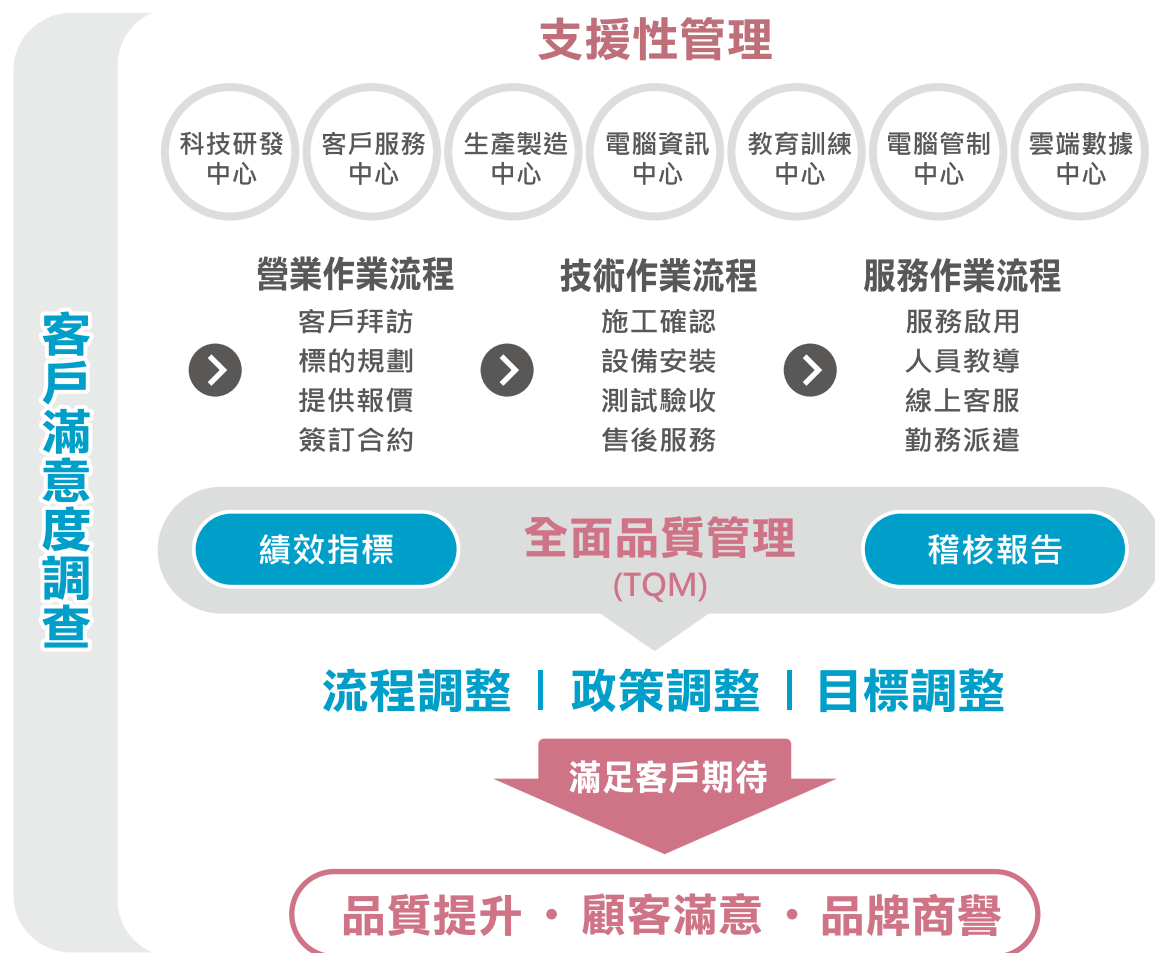 支援性管理
科技研發
中心
客戶服務
中心
生產製造
中心
電腦資訊
中心
教育訓練
中心
電腦管制
中心
雲端數據
中心
客戶滿意度調查
營業作業流程
客戶拜訪
標的規劃
提供報價
簽訂合約
技術作業流程
施工確認
設備安裝
測試驗收
售後服務
服務作業流程
服務啟用
人員教導
線上客服
勤務派遣
績效指標
全面品質管理
(TQM)
稽核報告
流程調整 | 政策調整 | 目標調整
滿足客戶期待
品質提升・顧客滿意・品牌商譽